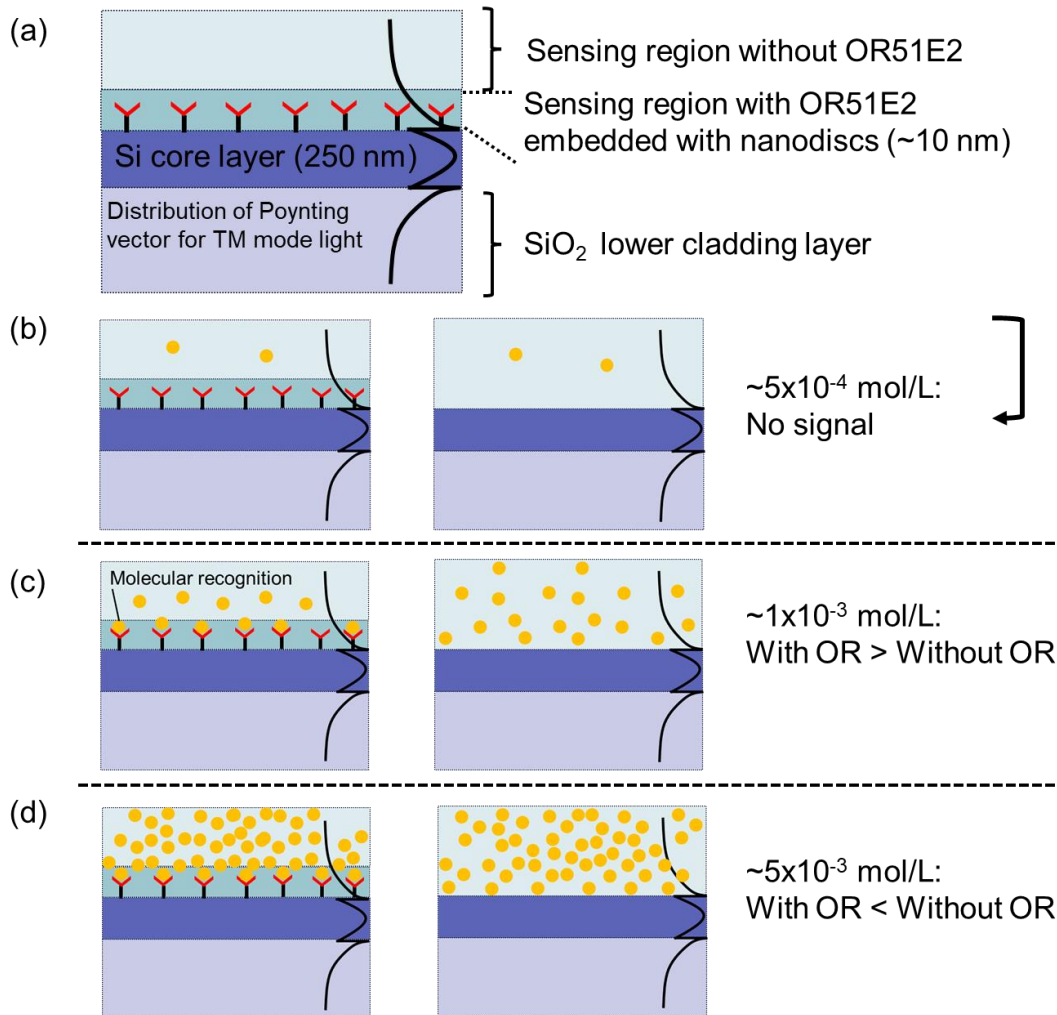 (a)
Sensing region without OR51E2
Sensing region with OR51E2
embedded with nanodiscs (~10 nm)
Si core layer (250 nm)
Distribution of Poynting
vector for TM mode light
SiO₂ lower cladding layer
(b)
~5x10⁻⁴ mol/L:
No signal
(c)
Molecular recognition
~1x10⁻³ mol/L:
With OR > Without OR
(d)
~5x10⁻³ mol/L:
With OR < Without OR